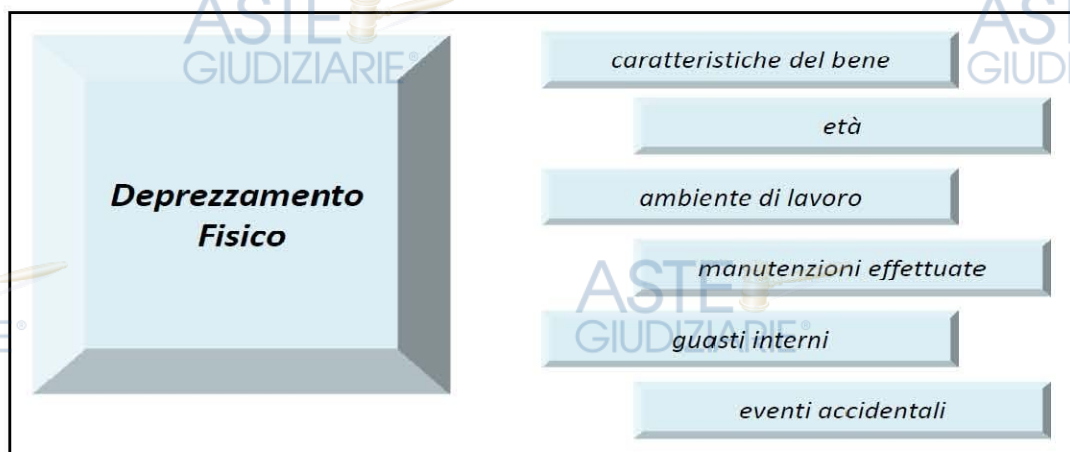 ASTE
GIUDIZIARIE®
Deprezzamento
Fisico
caratteristiche del bene
età
ambiente di lavoro
manutenzioni effettuate
ASTE
GIUDIZIARIE®
guasti interni
eventi accidentali